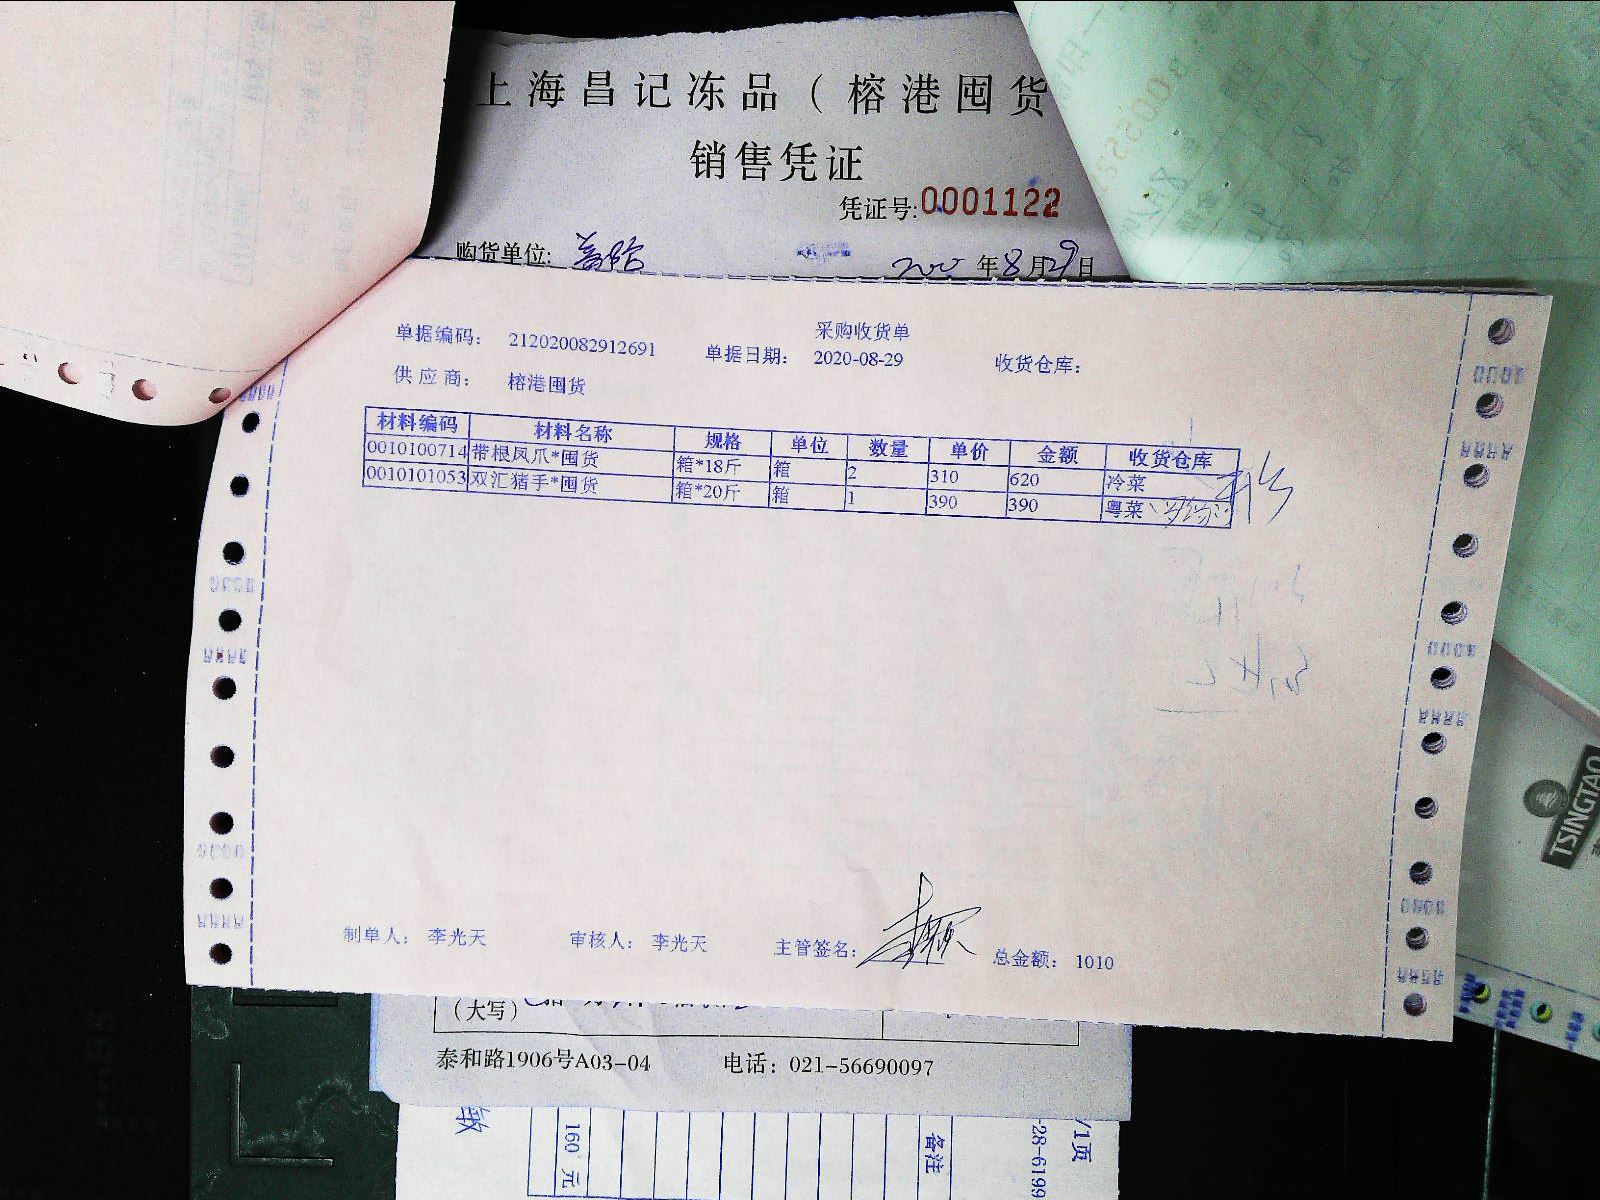 上海昌记冻品（榕港囤货
销售凭证
凭证号:0001122
购货单位:
年8月29日
采购收货单
单据编码： 212020082912691 单据日期： 2020-08-29 收货仓库：
供应商： 榕港囤货
材料编码 材料名称 规格 单位 数量 单价 金额 收货仓库
0010100714 带根凤爪*囤货 箱*18斤 箱 2 310 620 冷菜
0010101053 双汇猪手*囤货 箱*20斤 箱 1 390 390 粤菜
制单人： 李光天 审核人： 李光天 主管签名： 总金额： 1010
（大写）
泰和路1906号A03-04 电话：021-56690097
160 元
备注
-28-6199
/1页
TSINGTAO